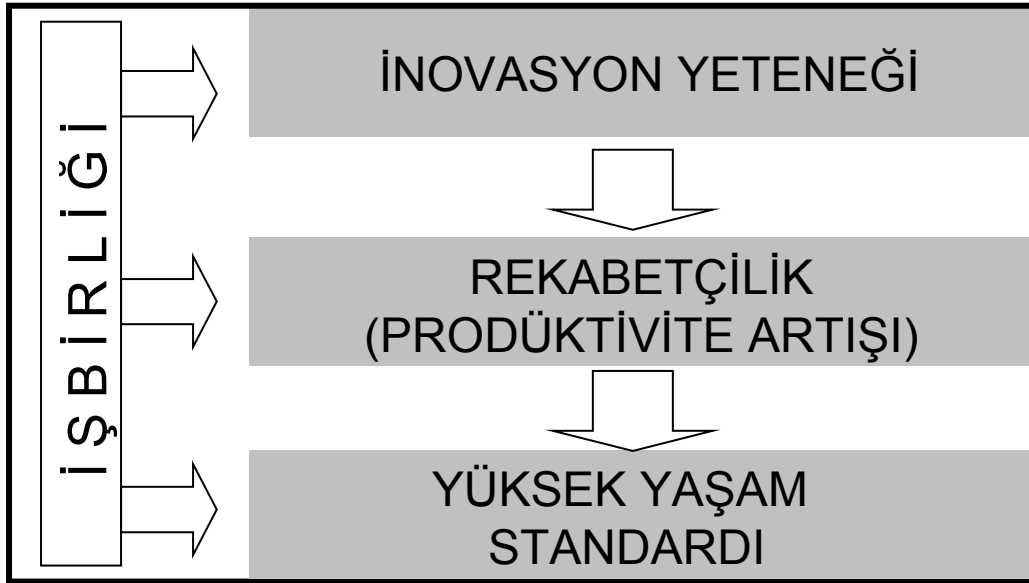 İŞBİRLİĞİ
İNOVASYON YETENEĞİ
REKABETÇİLİK
(PRODÜKTİVİTE ARTIŞI)
YÜKSEK YAŞAM
STANDARDI